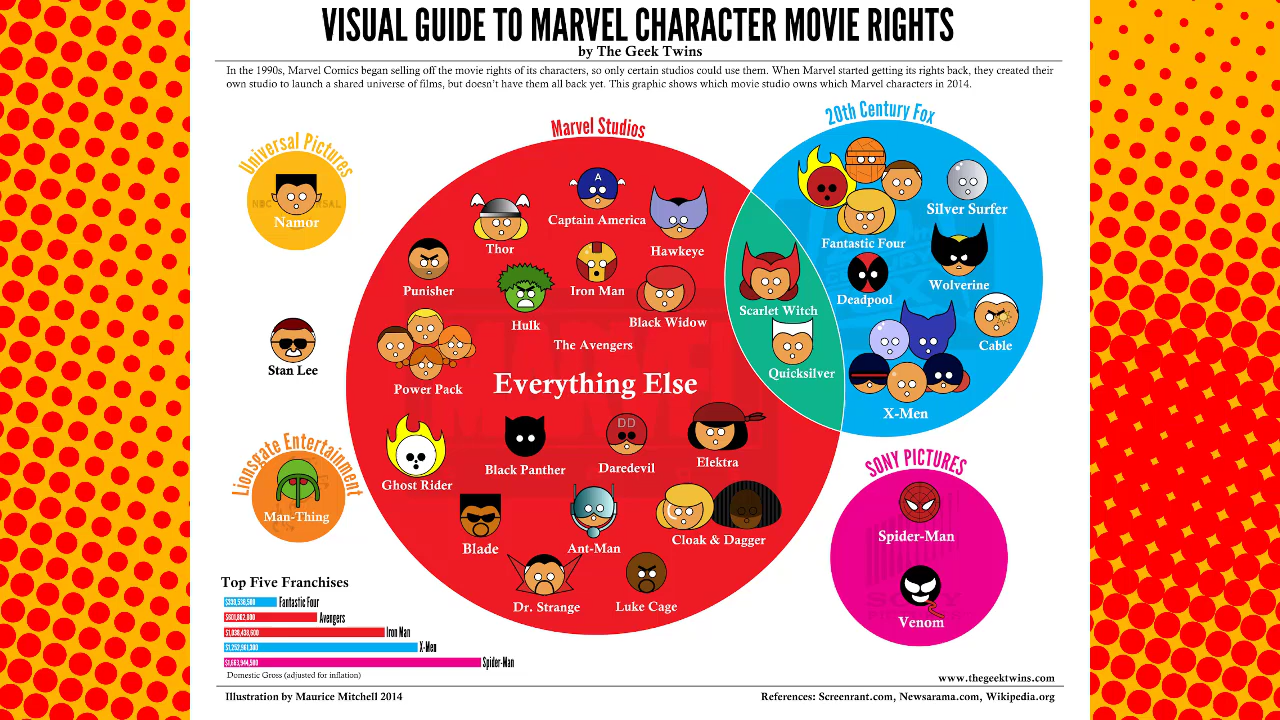 VISUAL GUIDE TO MARVEL CHARACTER MOVIE RIGHTS
by The Geek Twins
In the 1990s, Marvel Comics began selling off the movie rights of its characters, so only certain studios could use them. When Marvel started getting its rights back, they created their
own studio to launch a shared universe of films, but doesn't have them all back yet. This graphic shows which movie studio owns which Marvel characters in 2014.
Universal Pictures
Namor
Stan Lee
Lionsgate Entertainment
Man-Thing
Marvel Studios
A
Captain America
Thor
Hawkeye
Punisher
Iron Man
Hulk
Black Widow
The Avengers
Power Pack
Everything Else
Ghost Rider
Black Panther
DD
Daredevil
Elektra
Blade
Ant-Man
Cloak & Dagger
Dr. Strange
Luke Cage
Scarlet Witch
Quicksilver
20th Century Fox
Silver Surfer
Fantastic Four
Wolverine
Deadpool
Cable
X-Men
SONY PICTURES
Spider-Man
Venom
Top Five Franchises
Fantastic Four
Avengers
Iron Man
X-Men
Spider-Man
Domestic Gross (adjusted for inflation)
www.thegeektwins.com
Illustration by Maurice Mitchell 2014
References: Screenrant.com, Newsarama.com, Wikipedia.org